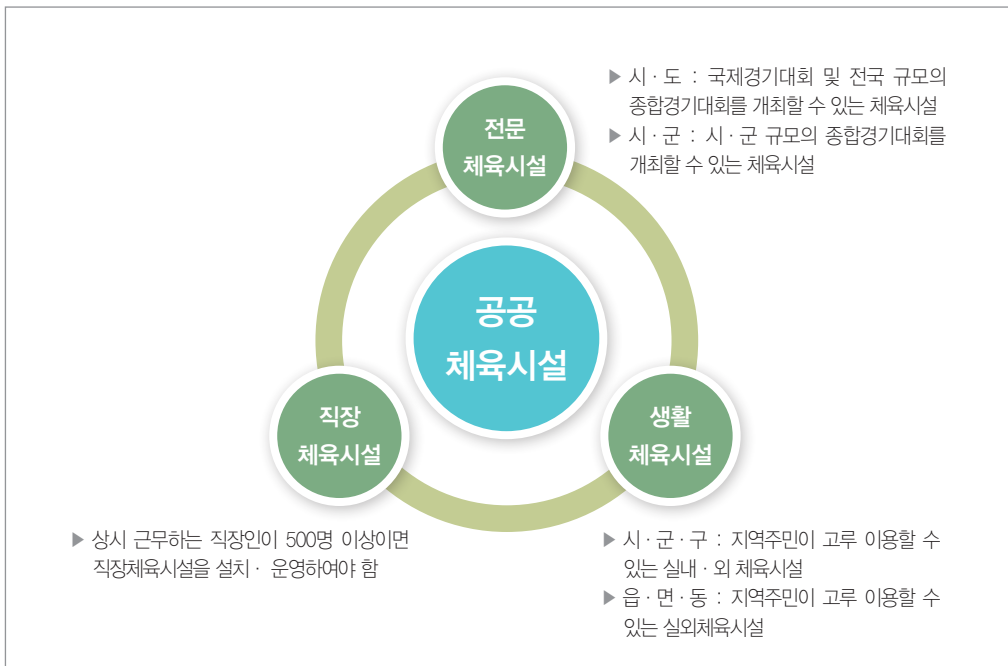 ▶ 시·도 : 국제경기대회 및 전국 규모의
종합경기대회를 개최할 수 있는 체육시설
▶ 시·군 : 시·군 규모의 종합경기대회를
개최할 수 있는 체육시설
전문
체육시설
공공
체육시설
직장
체육시설
생활
체육시설
▶ 상시 근무하는 직장인이 500명 이상이면
직장체육시설을 설치· 운영하여야 함
▶ 시·군·구 : 지역주민이 고루 이용할 수
있는 실내·외 체육시설
▶ 읍·면·동 : 지역주민이 고루 이용할 수
있는 실외체육시설